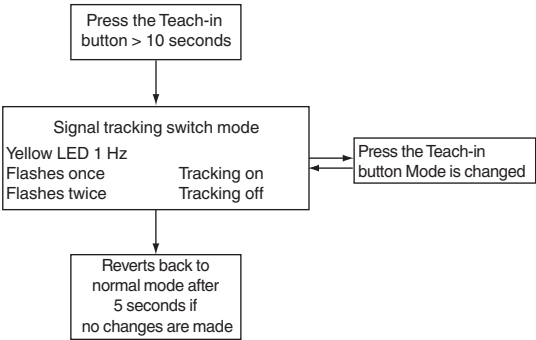 Press the Teach-in
button > 10 seconds
Signal tracking switch mode
Yellow LED 1 Hz
Flashes once Tracking on
Flashes twice Tracking off
Press the Teach-in
button Mode is changed
Reverts back to
normal mode after
5 seconds if
no changes are made